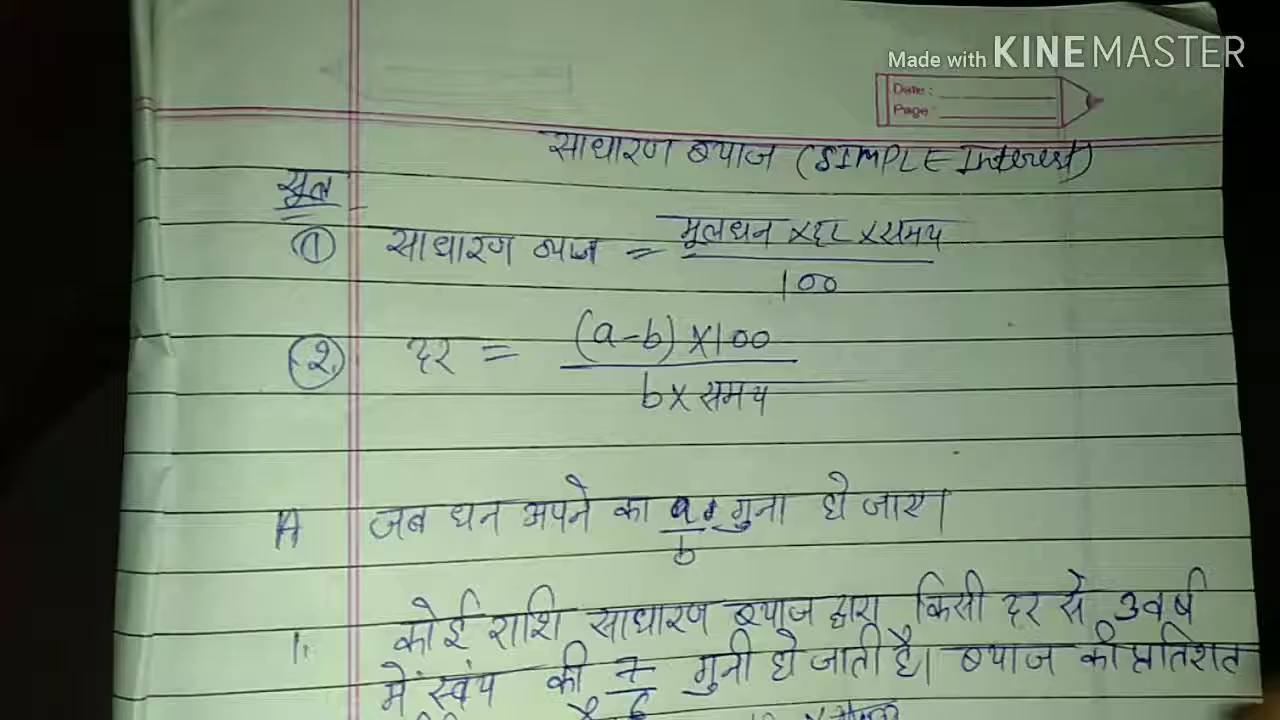 Made with KINEMASTER
Date :
Page :
साधारण ब्याज (SIMPLE Interest)
सूत्र
① साधारण ब्याज = मूलधन × दर × समय
100
(२) दर = (a-b) × 100
b × समय
A जब धन अपने का a गुना हो जाए।
b
1. कोई राशि साधारण ब्याज द्वारा किसी दर से 3 वर्ष
में स्वंय की 7 गुनी हो जाती है। ब्याज की प्रतिशत
6